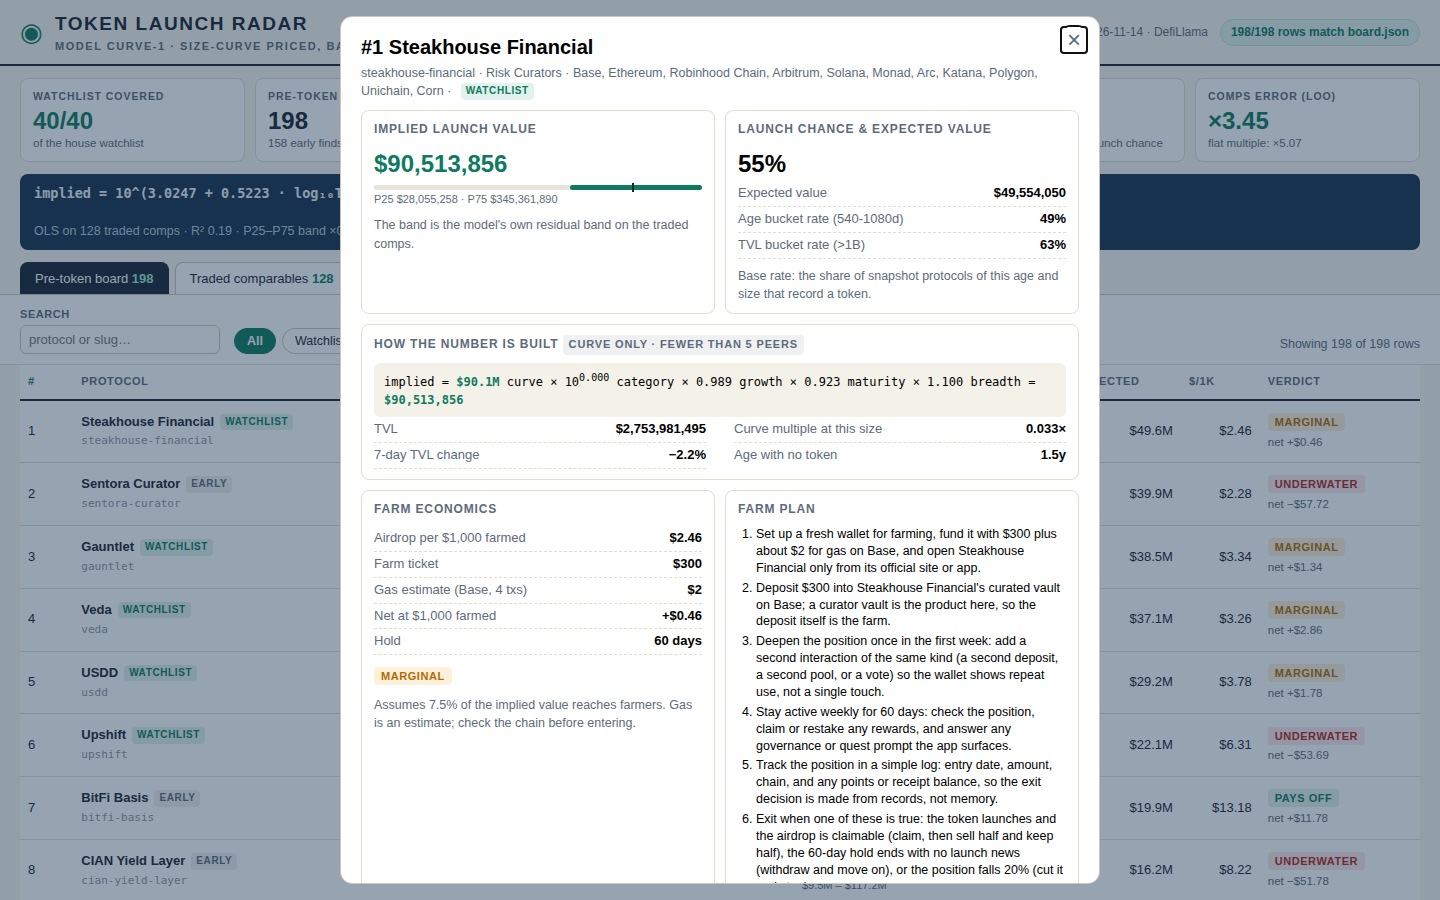 TOKEN LAUNCH RADAR
MODEL CURVE-1 · SIZE-CURVE PRICED,
26-11-14 · DefiLlama
198/198 rows match board.json
WATCHLIST COVERED
40/40
of the house watchlist
PRE-TOKEN
198
158 early finds
launch chance
COMPS ERROR (LOO)
×3.45
flat multiple: ×5.07
implied = 10^(3.0247 + 0.5223 · log₁₀T
OLS on 128 traded comps · R² 0.19 · P25–P75 band
Pre-token board 198
Traded comparables 128
SEARCH
protocol or slug…
All
Watchlis
Showing 198 of 198 rows
#
PROTOCOL
ECTED
$/1K
VERDICT
1
Steakhouse Financial WATCHLIST
steakhouse-financial
$49.6M
$2.46
MARGINAL
net +$0.46
2
Sentora Curator EARLY
sentora-curator
$39.9M
$2.28
UNDERWATER
net −$57.72
3
Gauntlet WATCHLIST
gauntlet
$38.5M
$3.34
MARGINAL
net +$1.34
4
Veda WATCHLIST
veda
$37.1M
$3.26
MARGINAL
net +$2.86
5
USDD WATCHLIST
usdd
$29.2M
$3.78
MARGINAL
net +$1.78
6
Upshift WATCHLIST
upshift
$22.1M
$6.31
UNDERWATER
net −$53.69
7
BitFi Basis EARLY
bitfi-basis
$19.9M
$13.18
PAYS OFF
net +$11.78
8
CIAN Yield Layer EARLY
cian-yield-layer
$16.2M
$8.22
UNDERWATER
net −$51.78
#1 Steakhouse Financial
×
steakhouse-financial · Risk Curators · Base, Ethereum, Robinhood Chain, Arbitrum, Solana, Monad, Arc, Katana, Polygon,
Unichain, Corn · WATCHLIST
IMPLIED LAUNCH VALUE
$90,513,856
P25 $28,055,258 · P75 $345,361,890
The band is the model's own residual band on the traded
comps.
LAUNCH CHANCE & EXPECTED VALUE
55%
Expected value $49,554,050
Age bucket rate (540-1080d) 49%
TVL bucket rate (>1B) 63%
Base rate: the share of snapshot protocols of this age and
size that record a token.
HOW THE NUMBER IS BUILT CURVE ONLY · FEWER THAN 5 PEERS
implied = $90.1M curve × 10^0.000 category × 0.989 growth × 0.923 maturity × 1.100 breadth =
$90,513,856
TVL $2,753,981,495
Curve multiple at this size 0.033×
7-day TVL change −2.2%
Age with no token 1.5y
FARM ECONOMICS
Airdrop per $1,000 farmed $2.46
Farm ticket $300
Gas estimate (Base, 4 txs) $2
Net at $1,000 farmed +$0.46
Hold 60 days
MARGINAL
Assumes 7.5% of the implied value reaches farmers. Gas
is an estimate; check the chain before entering.
FARM PLAN
1. Set up a fresh wallet for farming, fund it with $300 plus
about $2 for gas on Base, and open Steakhouse
Financial only from its official site or app.
2. Deposit $300 into Steakhouse Financial's curated vault
on Base; a curator vault is the product here, so the
deposit itself is the farm.
3. Deepen the position once in the first week: add a
second interaction of the same kind (a second deposit,
a second pool, or a vote) so the wallet shows repeat
use, not a single touch.
4. Stay active weekly for 60 days: check the position,
claim or restake any rewards, and answer any
governance or quest prompt the app surfaces.
5. Track the position in a simple log: entry date, amount,
chain, and any points or receipt balance, so the exit
decision is made from records, not memory.
6. Exit when one of these is true: the token launches and
the airdrop is claimable (claim, then sell half and keep
half), the 60-day hold ends with no launch news
(withdraw and move on), or the position falls 20% (cut it
$9.5M – $117.2M